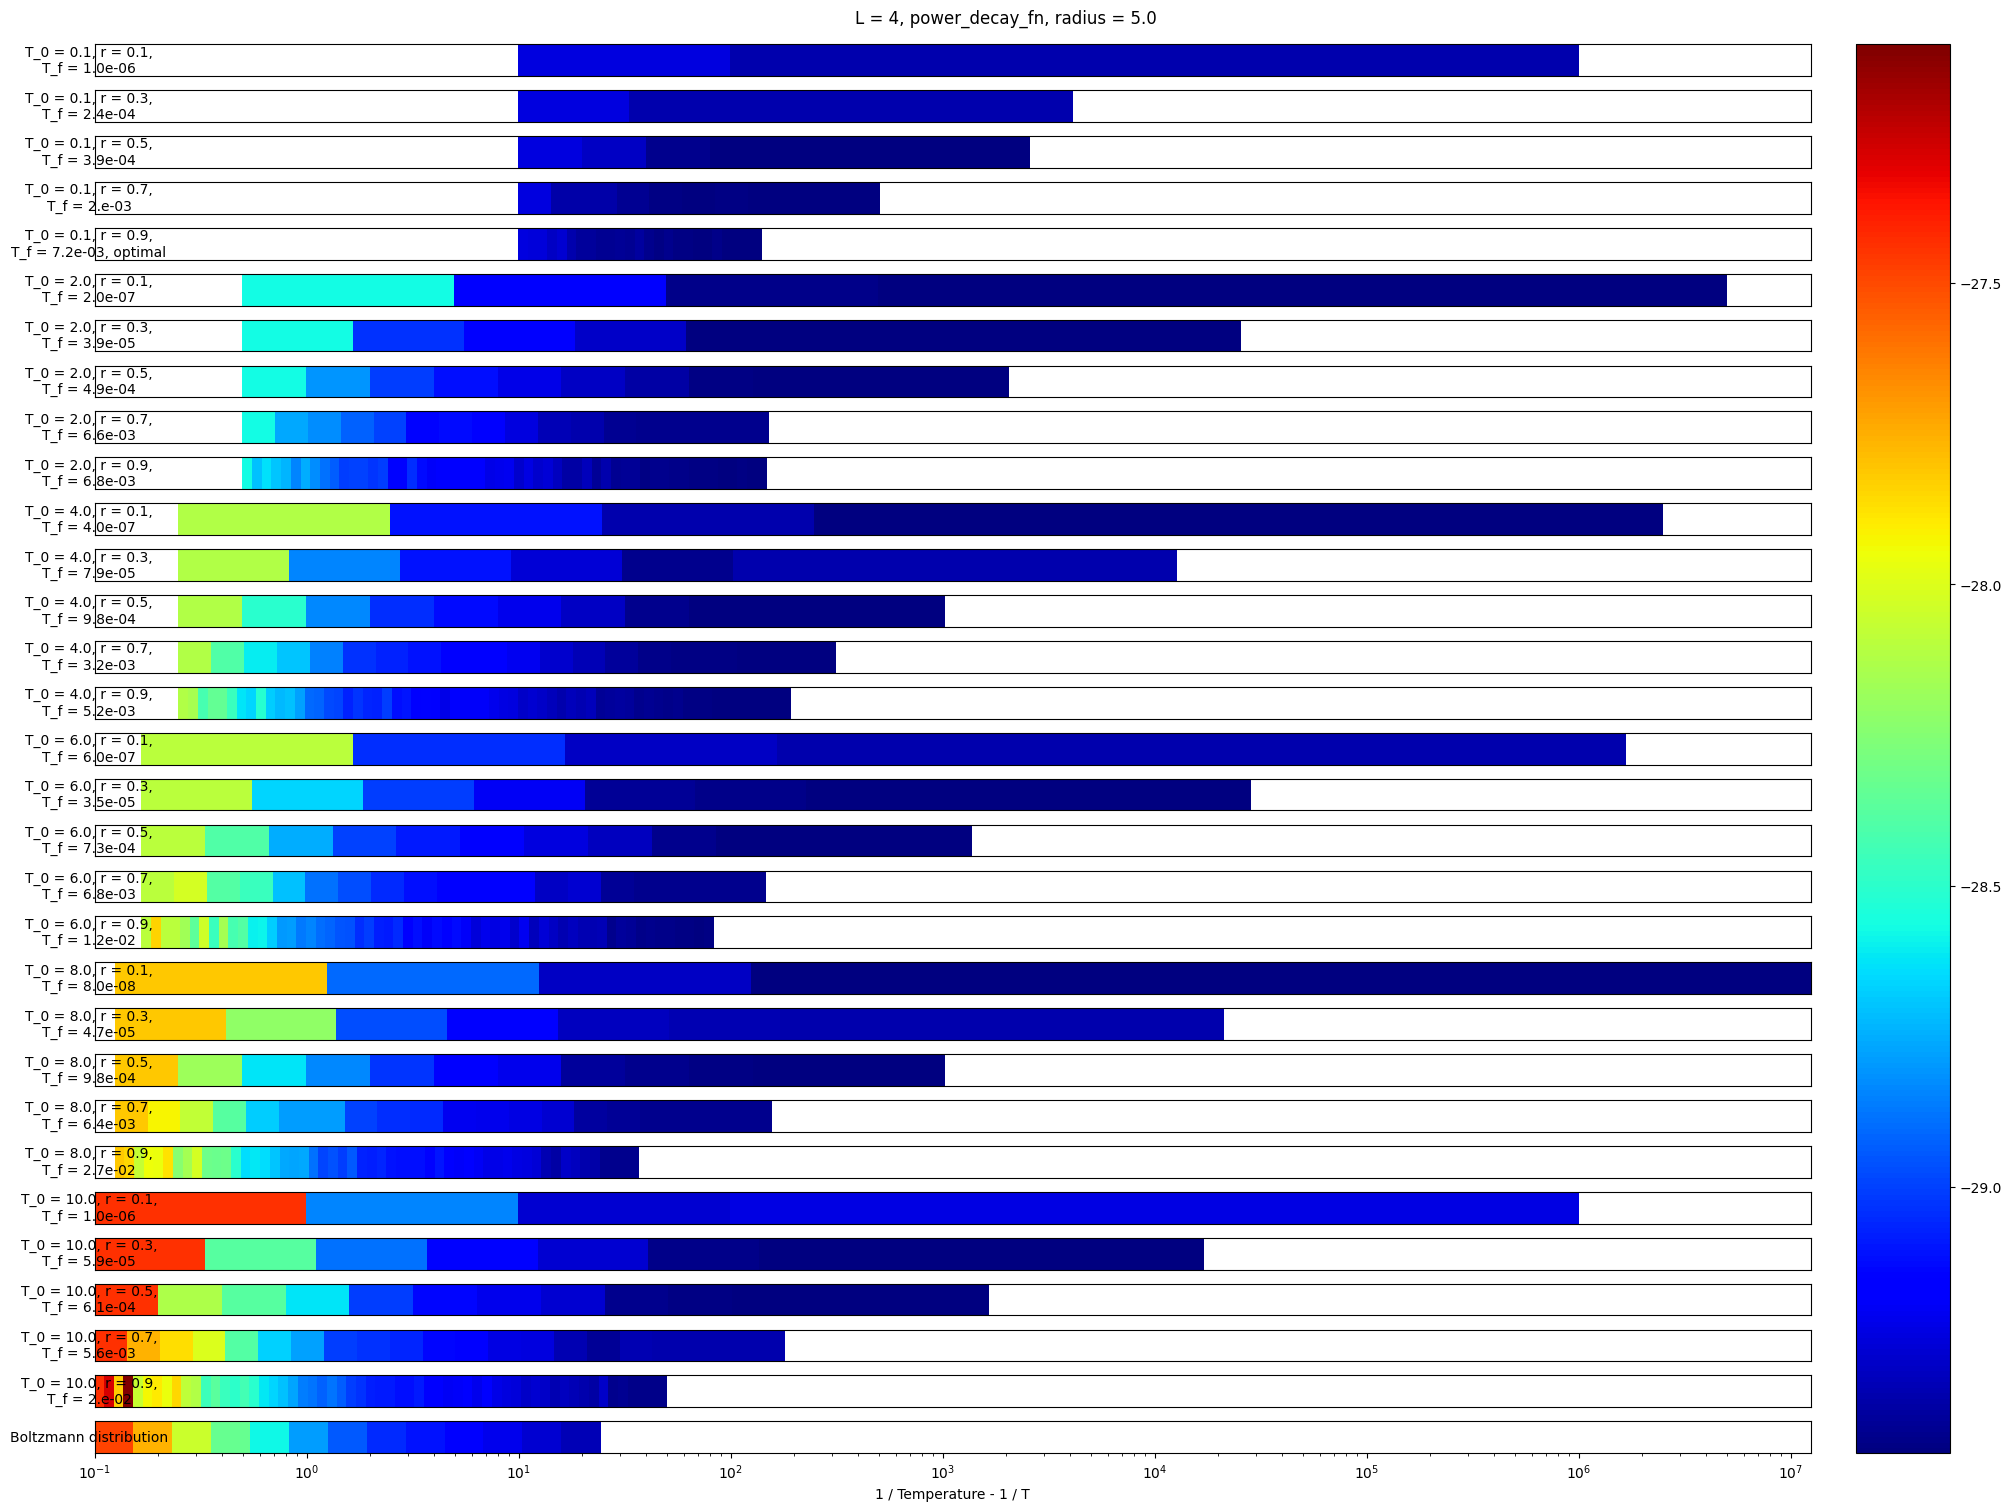 L = 4, power_decay_fn, radius = 5.0
T_0 = 0.1, r = 0.1,
T_f = 1.0e-06
T_0 = 0.1, r = 0.3,
T_f = 2.4e-04
T_0 = 0.1, r = 0.5,
T_f = 3.9e-04
T_0 = 0.1, r = 0.7,
T_f = 2.e-03
T_0 = 0.1, r = 0.9,
T_f = 7.2e-03, optimal
T_0 = 2.0, r = 0.1,
T_f = 2.0e-07
T_0 = 2.0, r = 0.3,
T_f = 3.9e-05
T_0 = 2.0, r = 0.5,
T_f = 4.9e-04
T_0 = 2.0, r = 0.7,
T_f = 6.6e-03
T_0 = 2.0, r = 0.9,
T_f = 6.8e-03
T_0 = 4.0, r = 0.1,
T_f = 4.0e-07
T_0 = 4.0, r = 0.3,
T_f = 7.9e-05
T_0 = 4.0, r = 0.5,
T_f = 9.8e-04
T_0 = 4.0, r = 0.7,
T_f = 3.2e-03
T_0 = 4.0, r = 0.9,
T_f = 5.2e-03
T_0 = 6.0, r = 0.1,
T_f = 6.0e-07
T_0 = 6.0, r = 0.3,
T_f = 3.5e-05
T_0 = 6.0, r = 0.5,
T_f = 7.3e-04
T_0 = 6.0, r = 0.7,
T_f = 6.8e-03
T_0 = 6.0, r = 0.9,
T_f = 1.2e-02
T_0 = 8.0, r = 0.1,
T_f = 8.0e-08
T_0 = 8.0, r = 0.3,
T_f = 4.7e-05
T_0 = 8.0, r = 0.5,
T_f = 9.8e-04
T_0 = 8.0, r = 0.7,
T_f = 6.4e-03
T_0 = 8.0, r = 0.9,
T_f = 2.7e-02
T_0 = 10.0, r = 0.1,
T_f = 1.0e-06
T_0 = 10.0, r = 0.3,
T_f = 5.9e-05
T_0 = 10.0, r = 0.5,
T_f = 6.1e-04
T_0 = 10.0, r = 0.7,
T_f = 5.6e-03
T_0 = 10.0, r = 0.9,
T_f = 2.e-02
Boltzmann distribution
10⁻¹ 10⁰ 10¹ 10² 10³ 10⁴ 10⁵ 10⁶ 10⁷
1 / Temperature - 1 / T
−27.5
−28.0
−28.5
−29.0